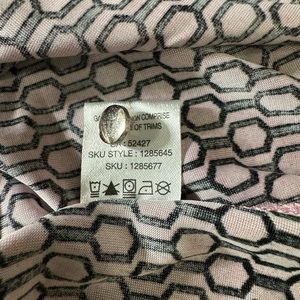 COMPRISE
OF TRIMS
52427
SKU STYLE : 1285645
SKU : 1285677